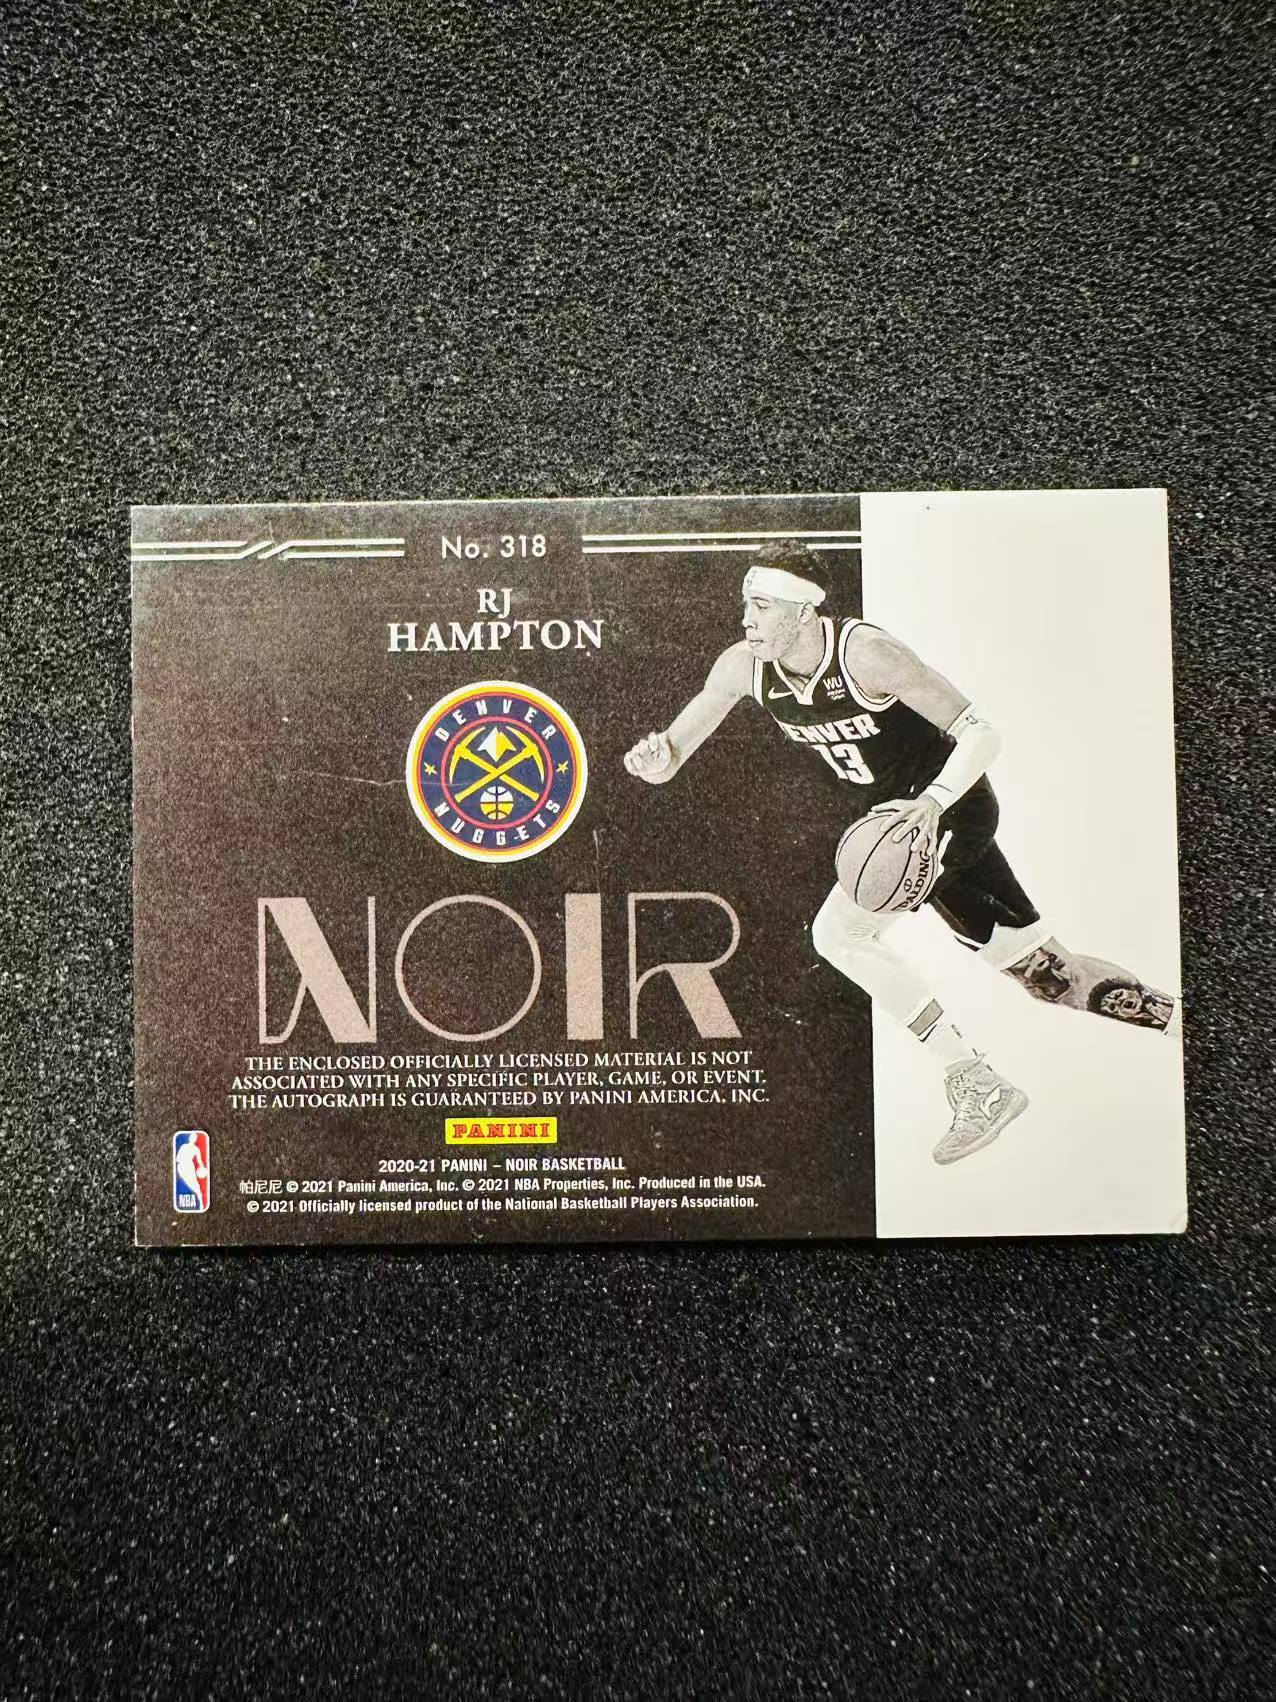 No. 318
RJ
HAMPTON
DENVER
NUGGETS
WU
DENVER
13
SPALDING
NOIR
THE ENCLOSED OFFICIALLY LICENSED MATERIAL IS NOT
ASSOCIATED WITH ANY SPECIFIC PLAYER, GAME, OR EVENT.
THE AUTOGRAPH IS GUARANTEED BY PANINI AMERICA, INC.
PANINI
NBA
2020-21 PANINI – NOIR BASKETBALL
帕尼尼 © 2021 Panini America, Inc. © 2021 NBA Properties, Inc. Produced in the USA.
© 2021 Officially licensed product of the National Basketball Players Association.